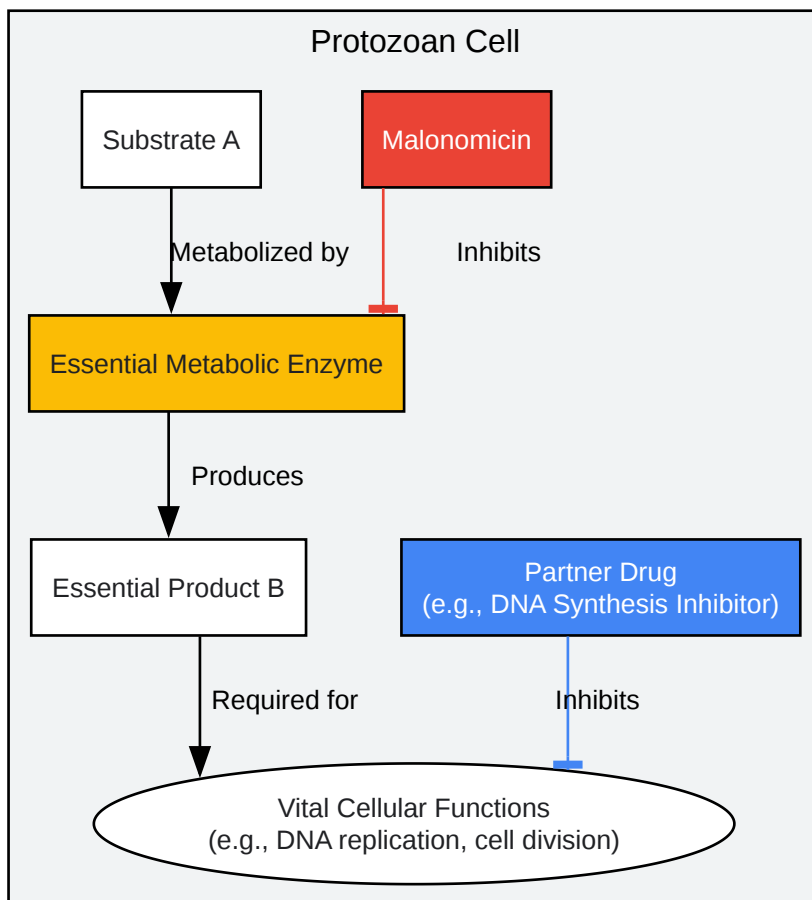 Protozoan Cell
Substrate A
Malonomicin
Metabolized by
Inhibits
Essential Metabolic Enzyme
Produces
Essential Product B
Partner Drug
(e.g., DNA Synthesis Inhibitor)
Required for
Inhibits
Vital Cellular Functions
(e.g., DNA replication, cell division)